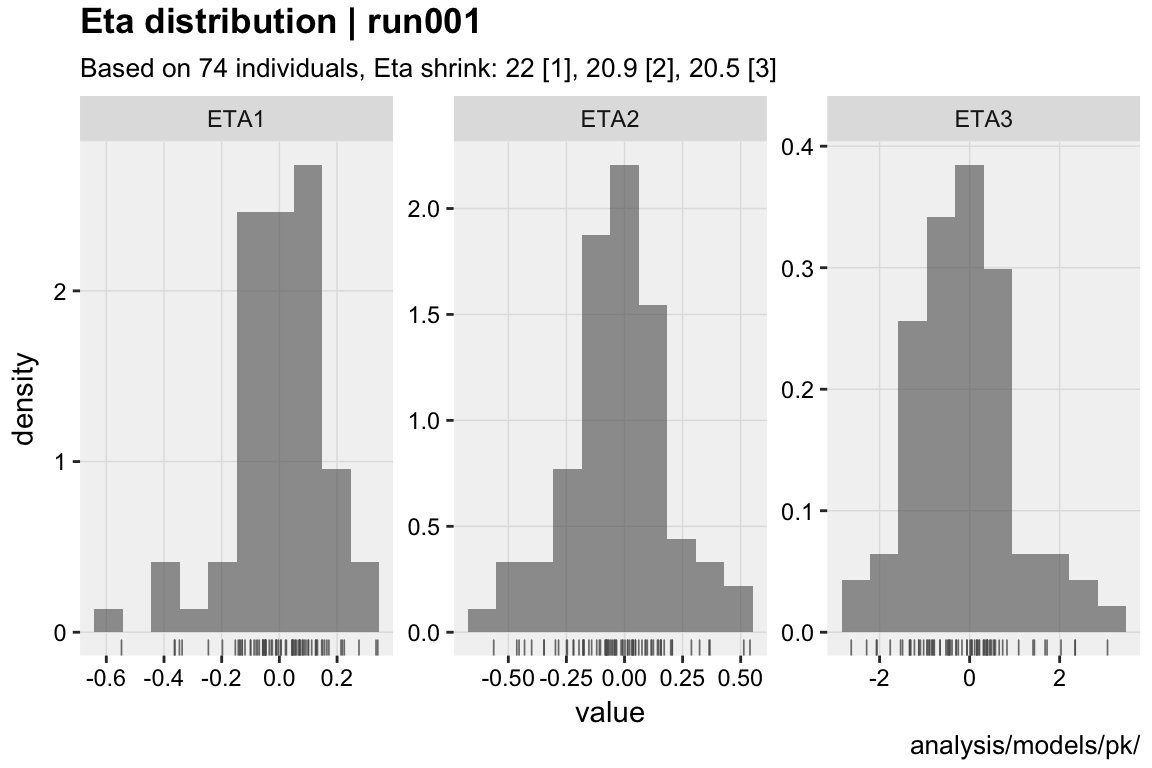 Eta distribution | run001
Based on 74 individuals, Eta shrink: 22 [1], 20.9 [2], 20.5 [3]
ETA1 ETA2 ETA3
density
2
1
0
2.0
1.5
1.0
0.5
0.0
0.4
0.3
0.2
0.1
0.0
-0.6 -0.4 -0.2 0.0 0.2
-0.50 -0.25 0.00 0.25 0.50
-2 0 2
value
analysis/models/pk/